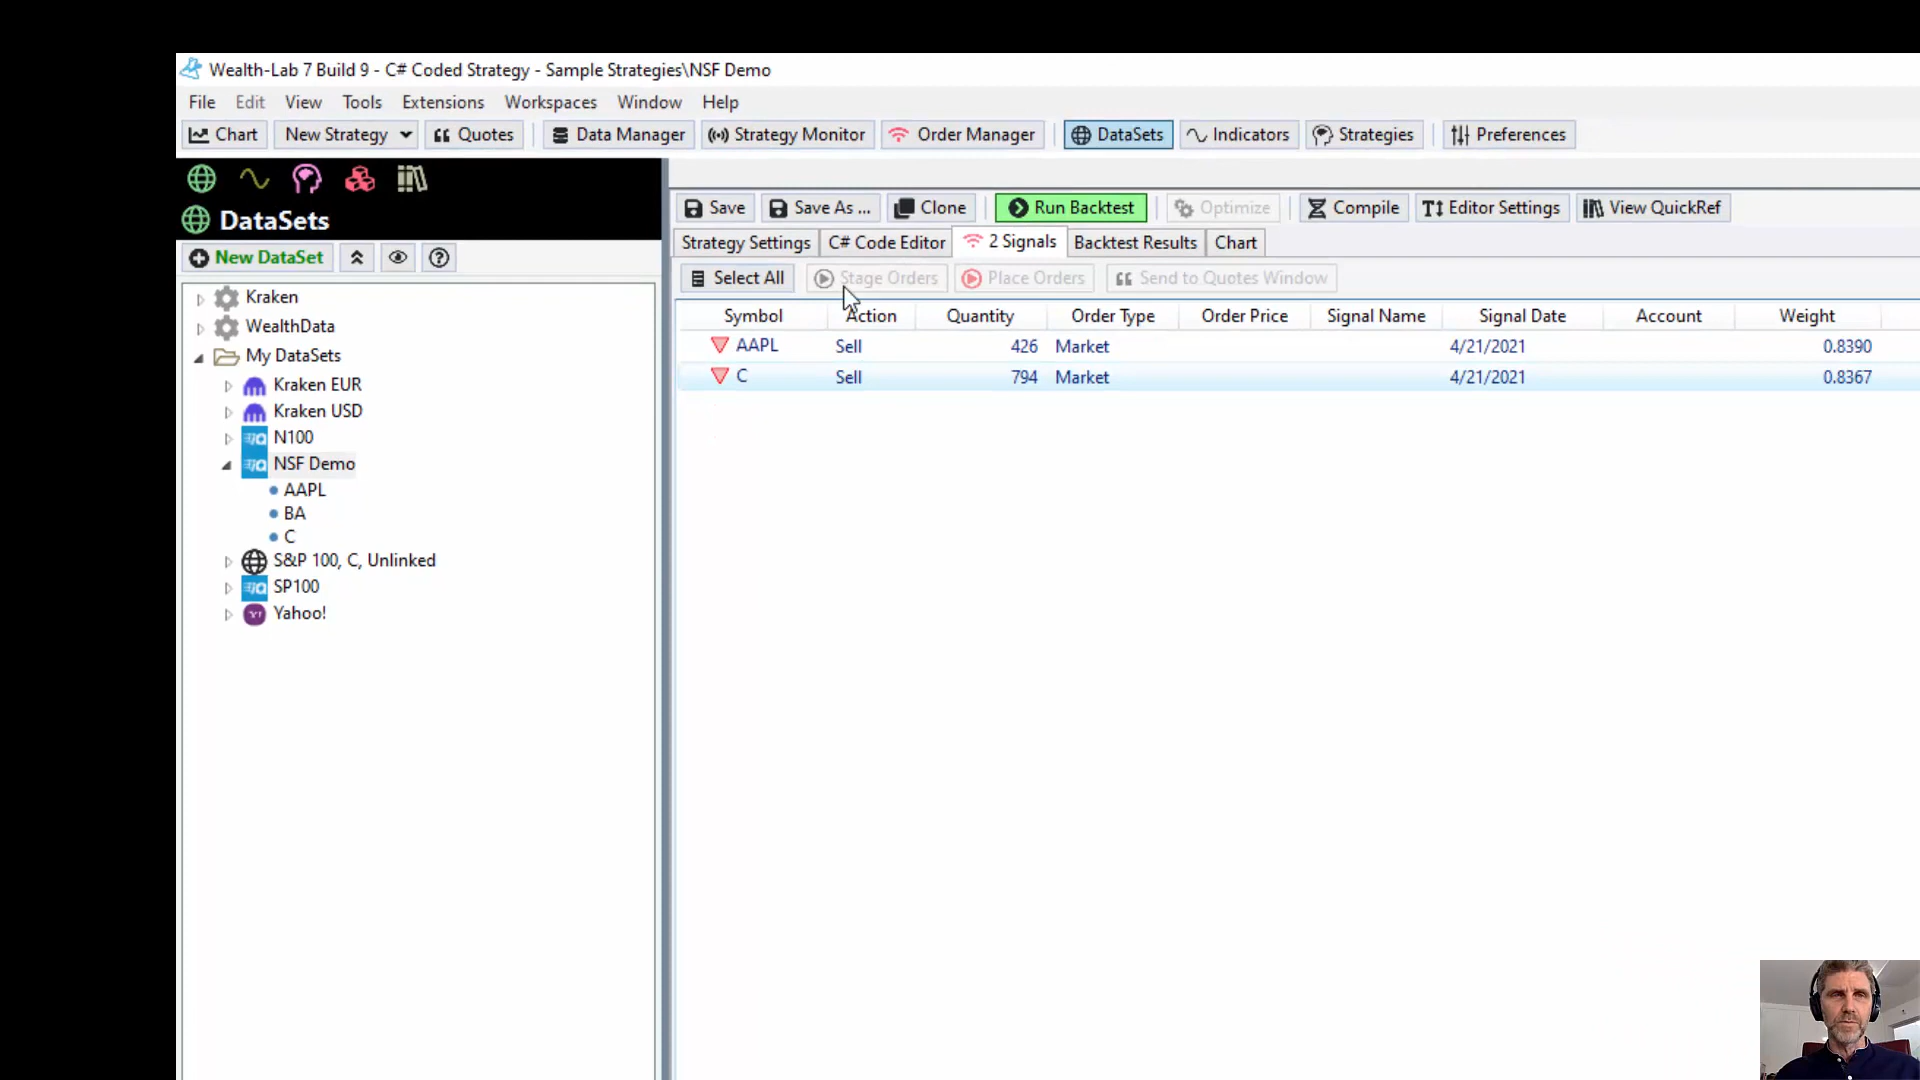 Wealth-Lab 7 Build 9 - C# Coded Strategy - Sample Strategies\NSF Demo
File Edit View Tools Extensions Workspaces Window Help
Chart New Strategy Quotes Data Manager Strategy Monitor Order Manager DataSets Indicators Strategies Preferences
DataSets
New DataSet
Kraken
WealthData
My DataSets
Kraken EUR
Kraken USD
N100
NSF Demo
AAPL
BA
C
S&P 100, C, Unlinked
SP100
Yahoo!
Save Save As ... Clone Run Backtest Optimize Compile Editor Settings View QuickRef
Strategy Settings C# Code Editor 2 Signals Backtest Results Chart
Select All Stage Orders Place Orders Send to Quotes Window
Symbol Action Quantity Order Type Order Price Signal Name Signal Date Account Weight
AAPL Sell 426 Market 4/21/2021 0.8390
C Sell 794 Market 4/21/2021 0.8367